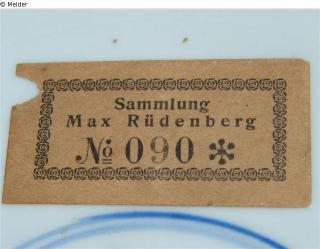 © Melder
Sammlung
Max Rüdenberg
№ 090 *